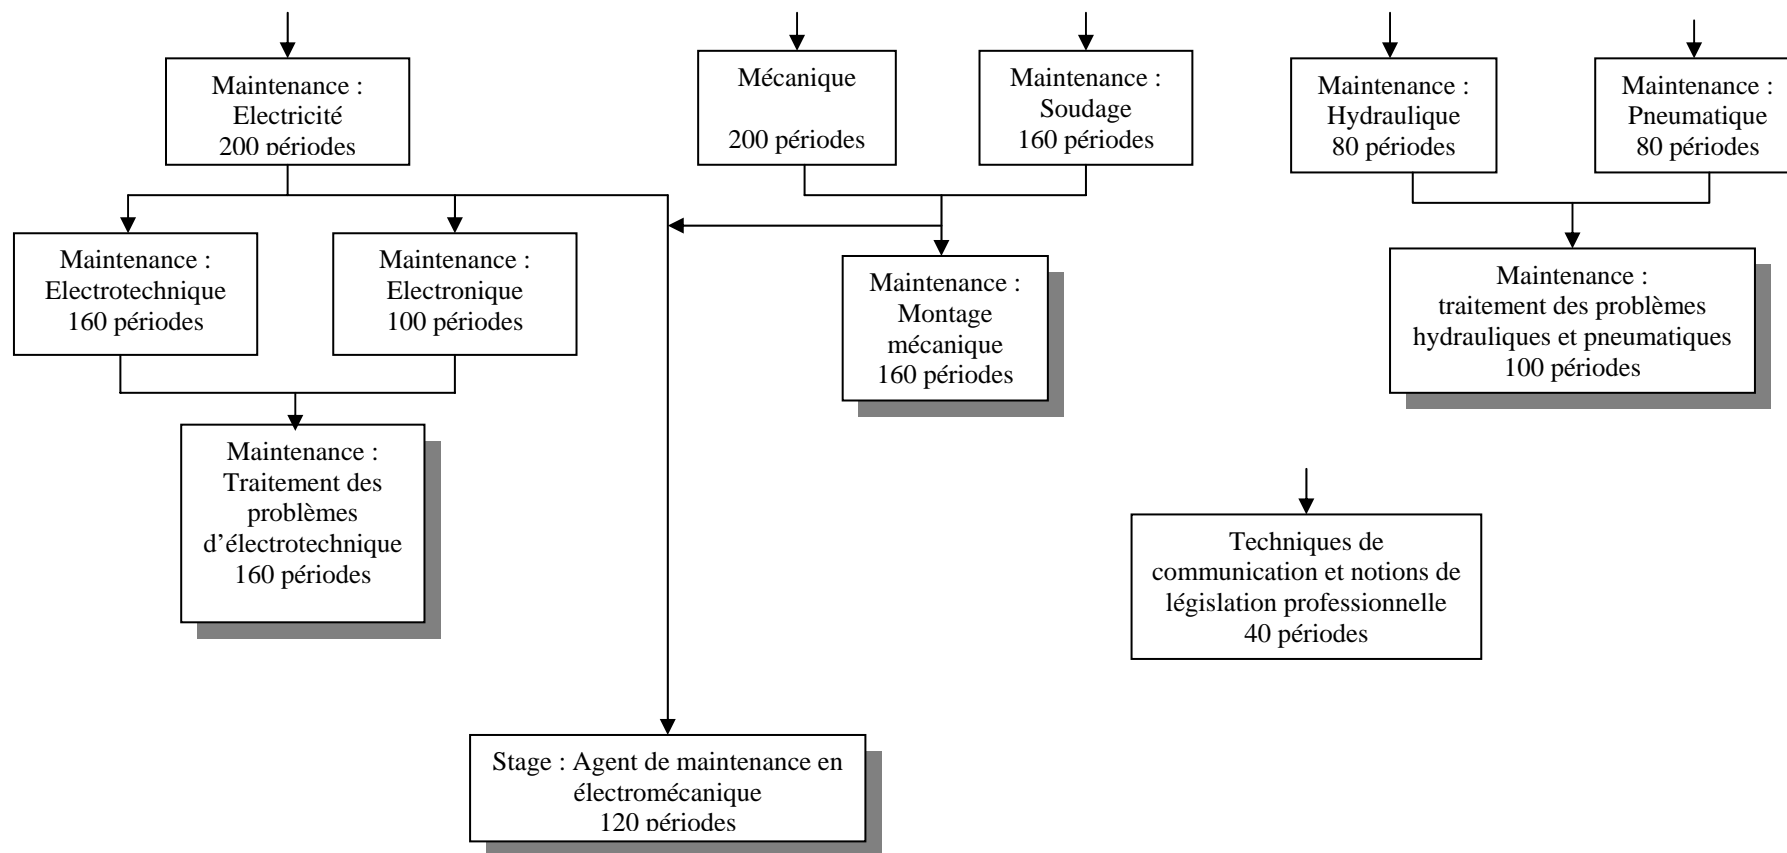 Maintenance :
Electricité
200 périodes
Mécanique
200 périodes
Maintenance :
Soudage
160 périodes
Maintenance :
Hydraulique
80 périodes
Maintenance :
Pneumatique
80 périodes
Maintenance :
Electrotechnique
160 périodes
Maintenance :
Electronique
100 périodes
Maintenance :
Montage
mécanique
160 périodes
Maintenance :
traitement des problèmes
hydrauliques et pneumatiques
100 périodes
Maintenance :
Traitement des
problèmes
d’électrotechnique
160 périodes
Techniques de
communication et notions de
législation professionnelle
40 périodes
Stage : Agent de maintenance en
électromécanique
120 périodes